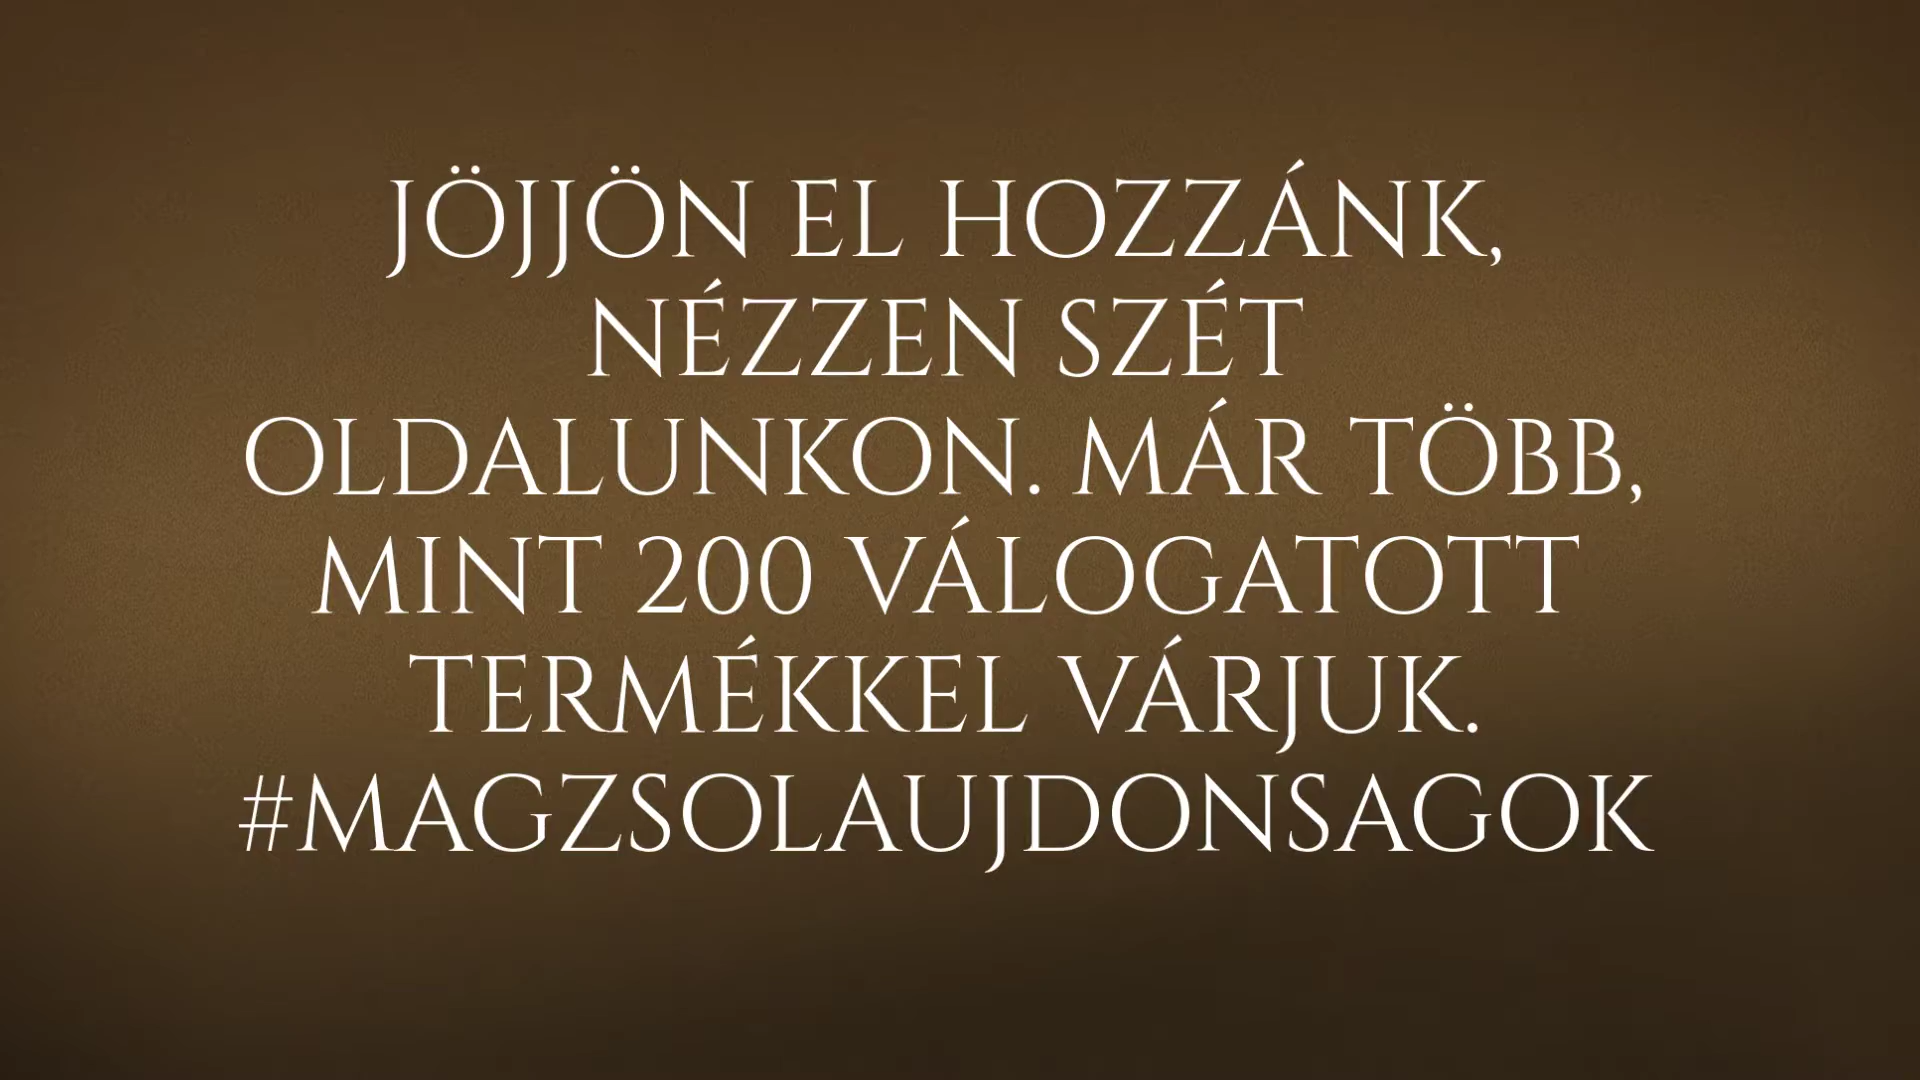 JÖJJÖN EL HOZZÁNK,
NÉZZEN SZÉT
OLDALUNKON. MÁR TÖBB,
MINT 200 VÁLOGATOTT
TERMÉKKEL VÁRJUK.
#MAGZSOLAUJDONSAGOK